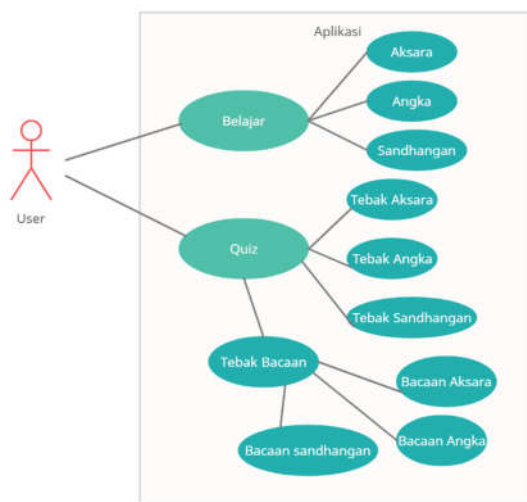 Aplikasi
Aksara
Belajar
Angka
Sandhangan
User
Tebak Aksara
Quiz
Tebak Angka
Tebak Sandhangan
Tebak Bacaan
Bacaan Aksara
Bacaan Angka
Bacaan sandhangan